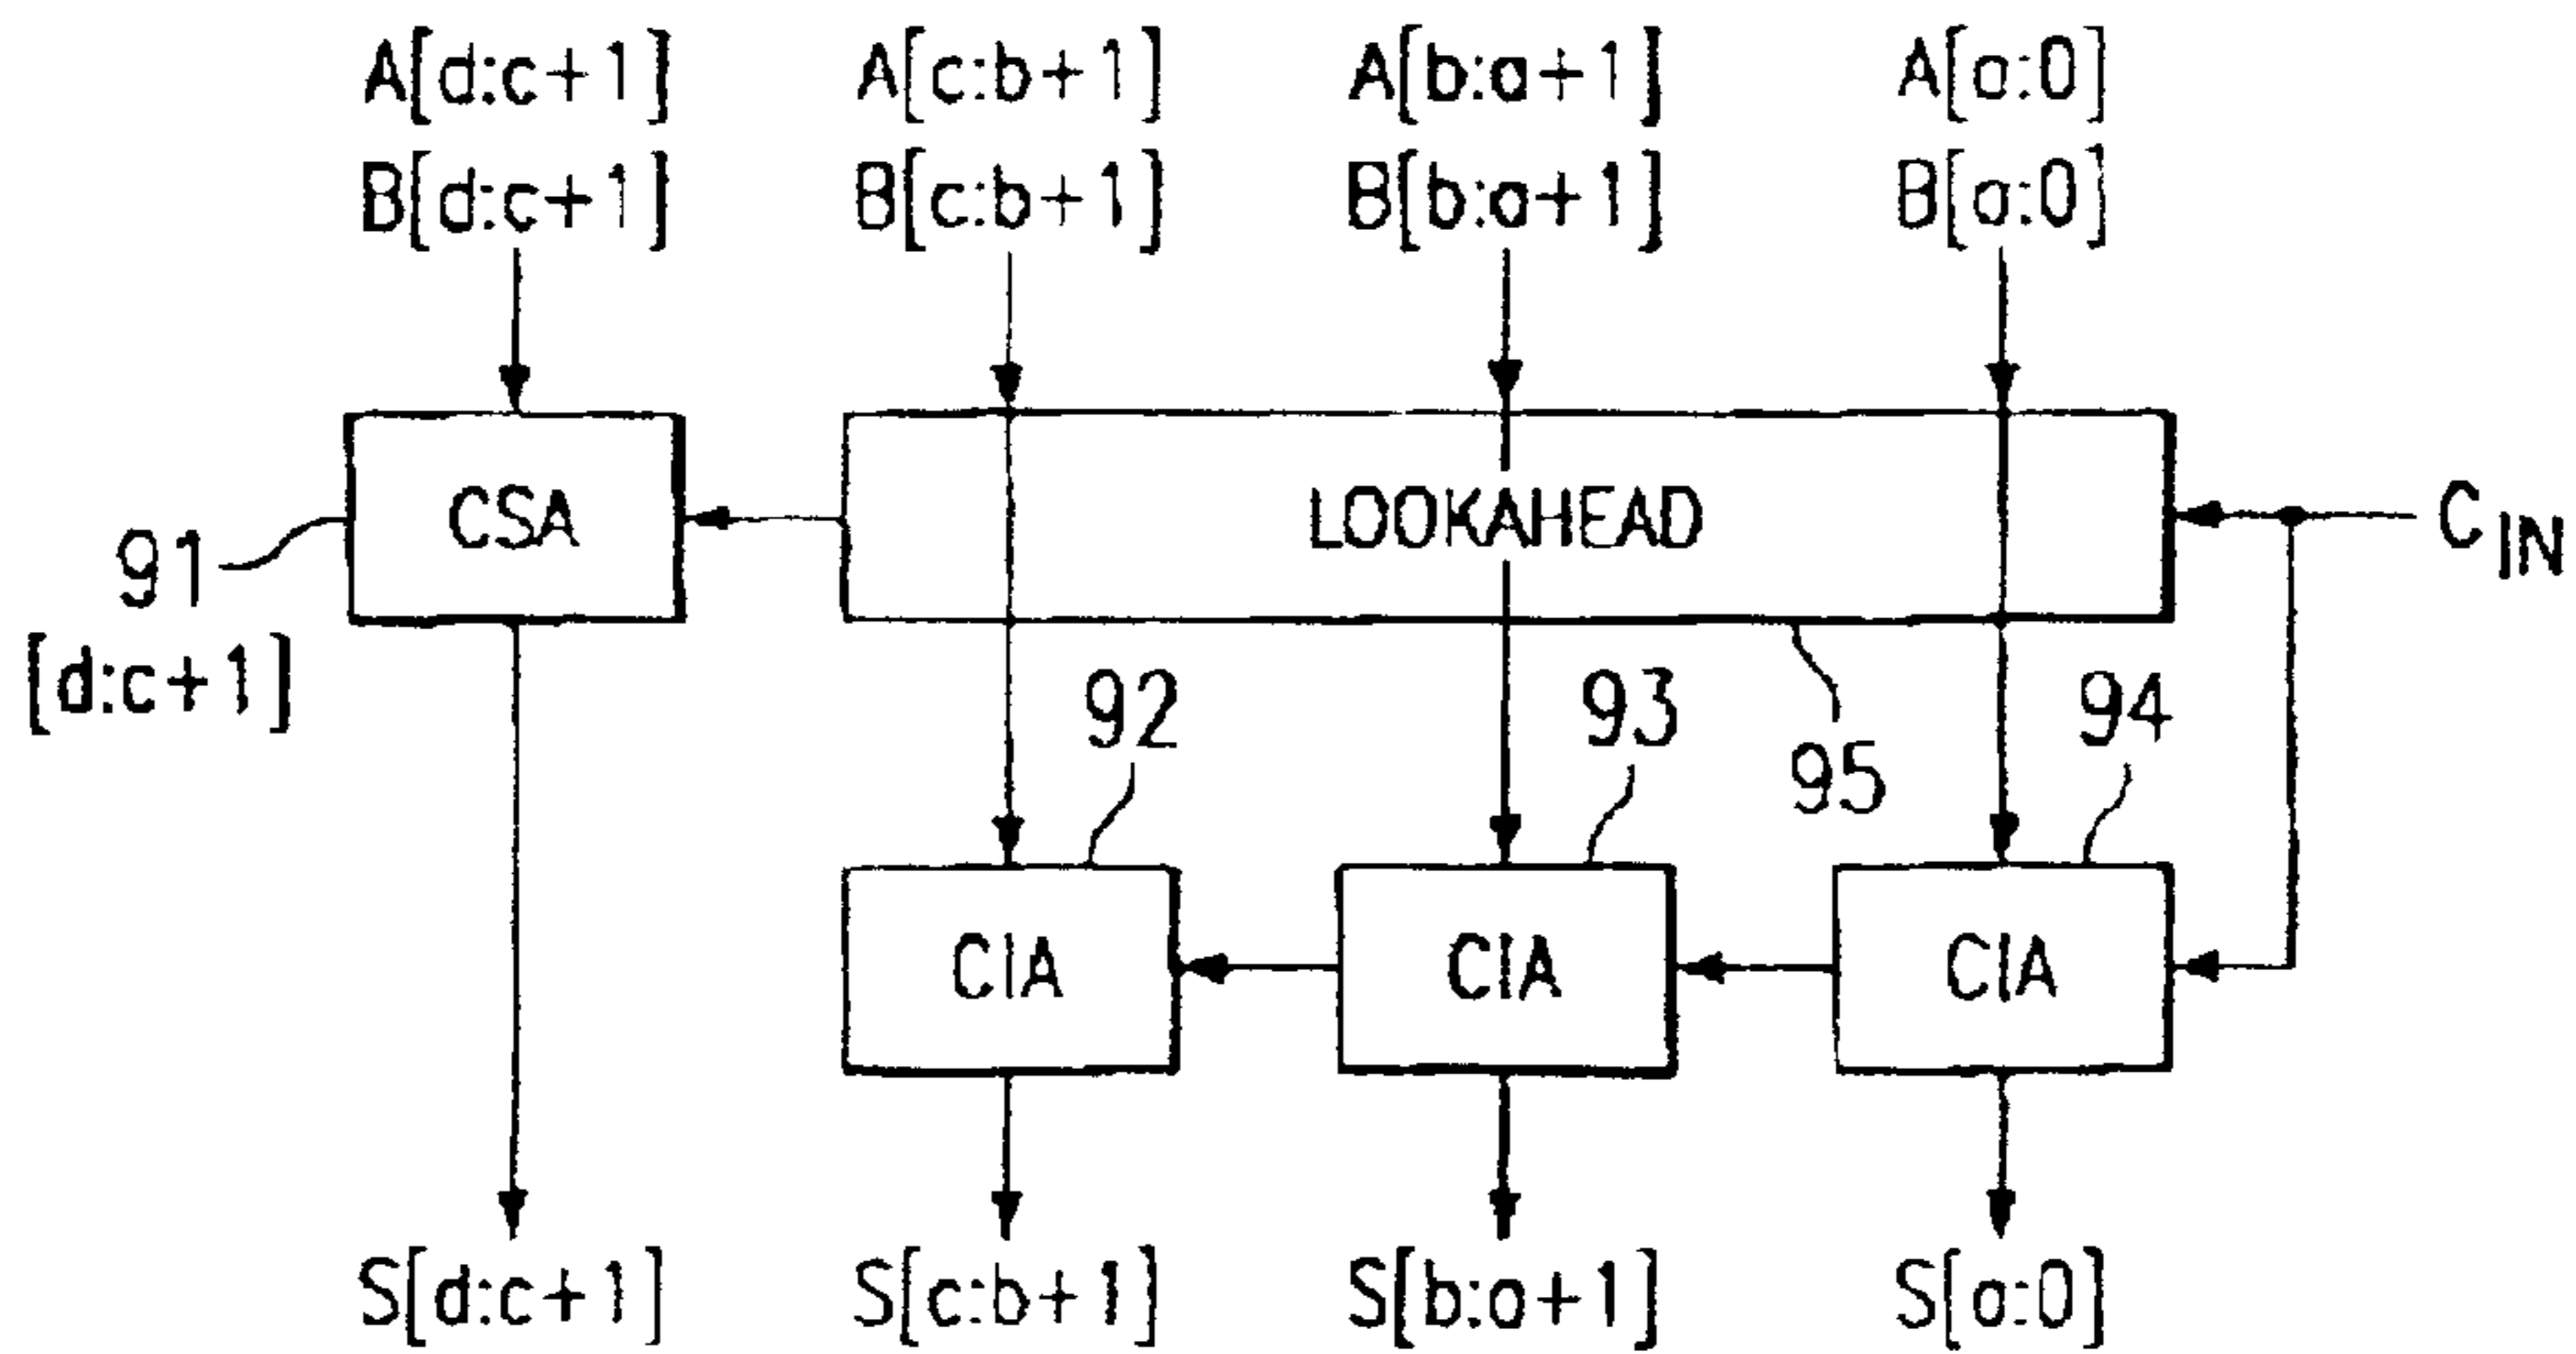 A[d:c+1] A[c:b+1] A[b:a+1] A[a:0]
B[d:c+1] B[c:b+1] B[b:a+1] B[a:0]
CSA LOOKAHEAD C IN
91
[d:c+1] 92 93 94
95
CIA CIA CIA
S[d:c+1] S[c:b+1] S[b:a+1] S[a:0]